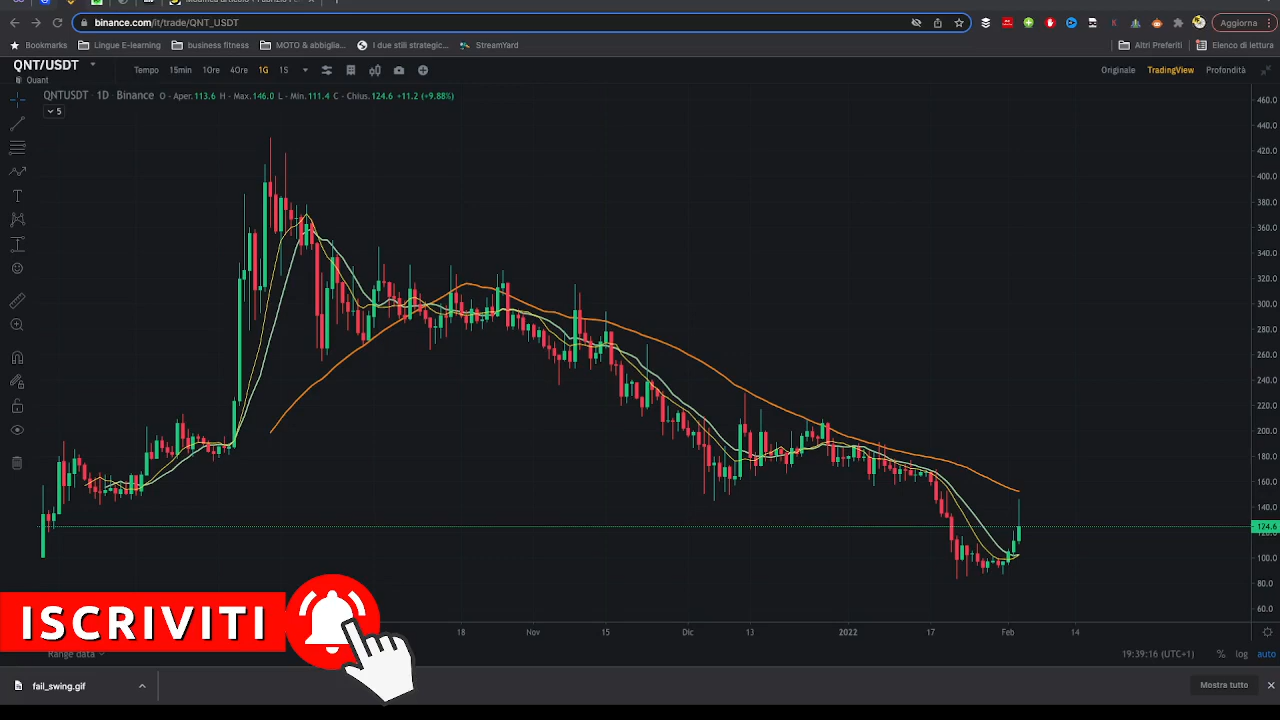 binance.com/it/trade/QNT_USDT
Aggiorna
Bookmarks
Lingue E-learning
business fitness
MOTO & abbiglia...
I due stili strategic...
StreamYard
Altri Preferiti
Elenco di lettura
QNT/USDT
Quant
Tempo 15min 1Ore 4Ore 1G 1S
Originale TradingView Profondità
QNTUSDT · 1D · Binance O - Aper. 113.6 H - Max. 146.0 L - Min. 111.4 C - Chius. 124.6 +11.2 (+9.88%)
5
460.0
440.0
420.0
400.0
380.0
360.0
340.0
320.0
300.0
280.0
260.0
240.0
220.0
200.0
180.0
160.0
140.0
124.6
120.0
100.0
80.0
60.0
ISCRIVITI
18 Nov 15 Dic 13 2022 17 Feb 14
Range data
19:39:16 (UTC+1) % log auto
fail_swing.gif
Mostra tutto